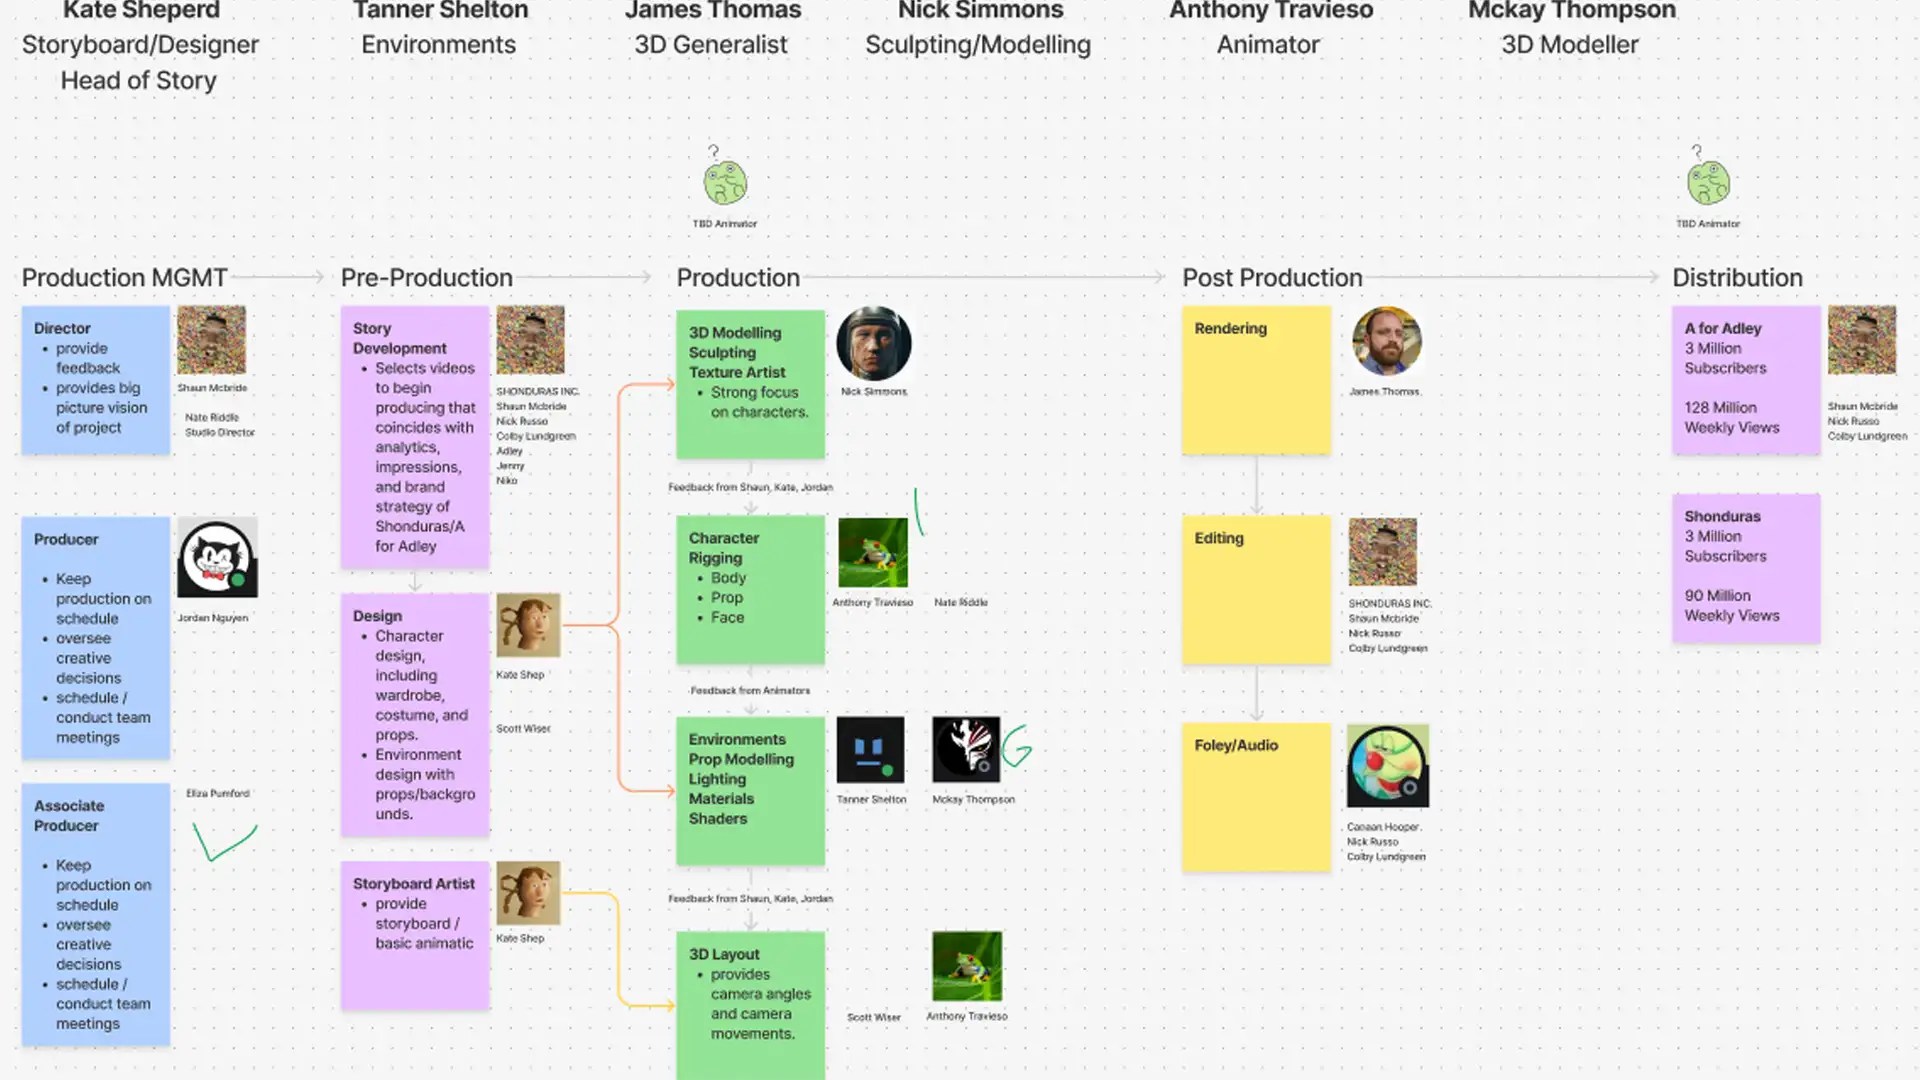 Kate Sheperd
Storyboard/Designer
Head of Story
Tanner Shelton
Environments
James Thomas
3D Generalist
Nick Simmons
Sculpting/Modelling
Anthony Travieso
Animator
Mckay Thompson
3D Modeller
?
TBD Animator
?
TBD Animator
Production MGMT
Director
• provide
feedback
• provides big
picture vision
of project
Shaun Mcbride
Nate Riddle
Studio Director
Producer
• Keep
production on
schedule
• oversee
creative
decisions
• schedule /
conduct team
meetings
Jordan Nguyen
Associate
Producer
• Keep
production on
schedule
• oversee
creative
decisions
• schedule /
conduct team
meetings
Eliza Pumford
Pre-Production
Story
Development
• Selects videos
to begin
producing that
coincides with
analytics,
impressions,
and brand
strategy of
Shonduras/A
for Adley
SHONDURAS INC.
Shaun Mcbride
Nick Russo
Colby Lundgreen
Adley
Jenny
Niko
Design
• Character
design,
including
wardrobe,
costume, and
props.
• Environment
design with
props/backgro
unds.
Kate Shep
Scott Wiser
Storyboard Artist
• provide
storyboard /
basic animatic
Kate Shep
Production
3D Modelling
Sculpting
Texture Artist
• Strong focus
on characters.
Nick Simmons
Feedback from Shaun, Kate, Jordan
Character
Rigging
• Body
• Prop
• Face
Anthony Travieso
Nate Riddle
Feedback from Animators
Environments
Prop Modelling
Lighting
Materials
Shaders
Tanner Shelton
Mckay Thompson
Feedback from Shaun, Kate, Jordan
3D Layout
• provides
camera angles
and camera
movements.
Scott Wiser
Anthony Travieso
Post Production
Rendering
James Thomas
Editing
SHONDURAS INC.
Shaun Mcbride
Nick Russo
Colby Lundgreen
Foley/Audio
Canaan Hooper
Nick Russo
Colby Lundgreen
Distribution
A for Adley
3 Million
Subscribers
128 Million
Weekly Views
Shaun Mcbride
Nick Russo
Colby Lundgreen
Shonduras
3 Million
Subscribers
90 Million
Weekly Views